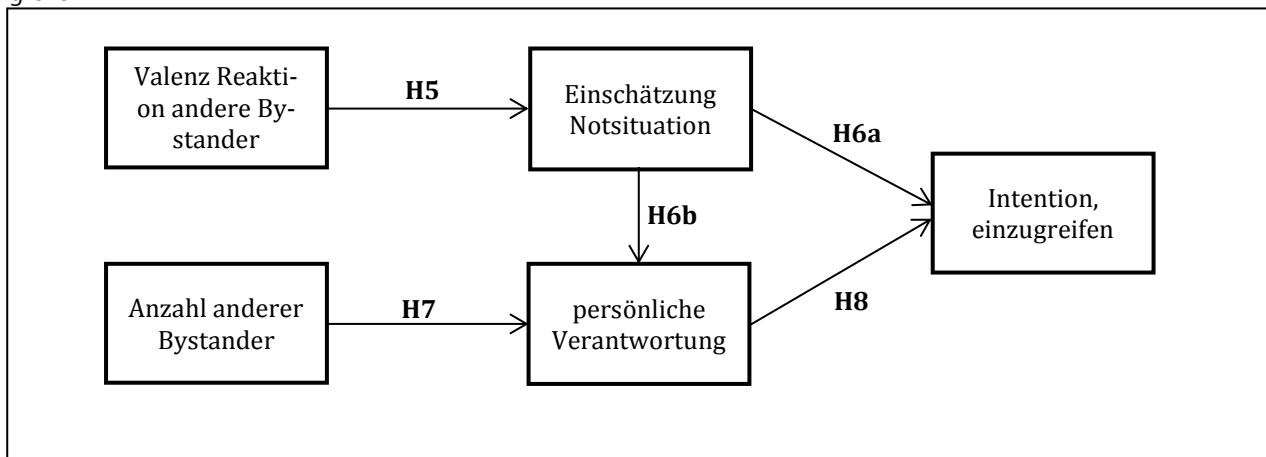 Valenz Reakti-
on andere By-
stander
H5
Einschätzung
Notsituation
H6a
H6b
Intention,
einzugreifen
Anzahl anderer
Bystander
H7
persönliche
Verantwortung
H8